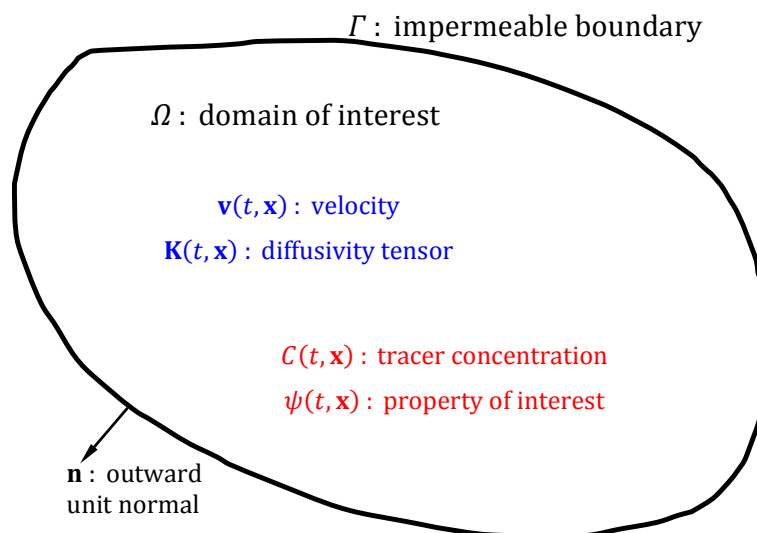 Γ : impermeable boundary
Ω : domain of interest
v(t, x) : velocity
K(t, x) : diffusivity tensor
C(t, x) : tracer concentration
ψ(t, x) : property of interest
n : outward
unit normal